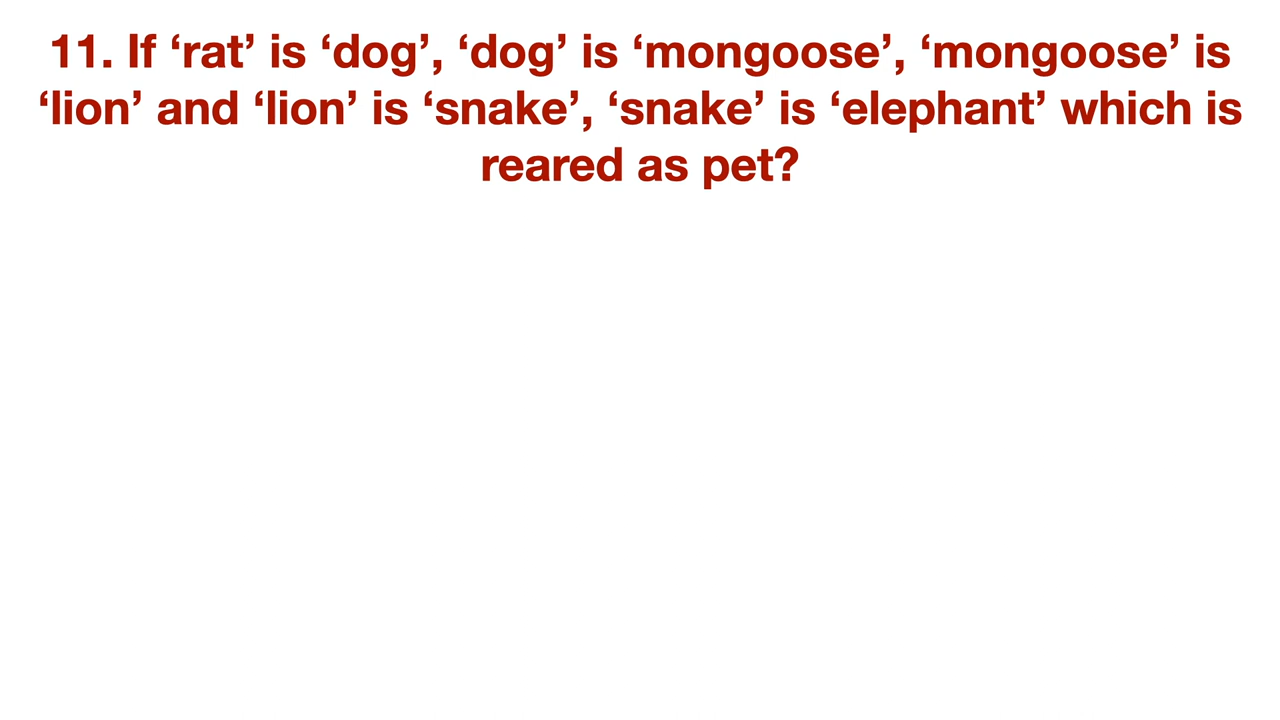 11. If ‘rat’ is ‘dog’, ‘dog’ is ‘mongoose’, ‘mongoose’ is
‘lion’ and ‘lion’ is ‘snake’, ‘snake’ is ‘elephant’ which is
reared as pet?